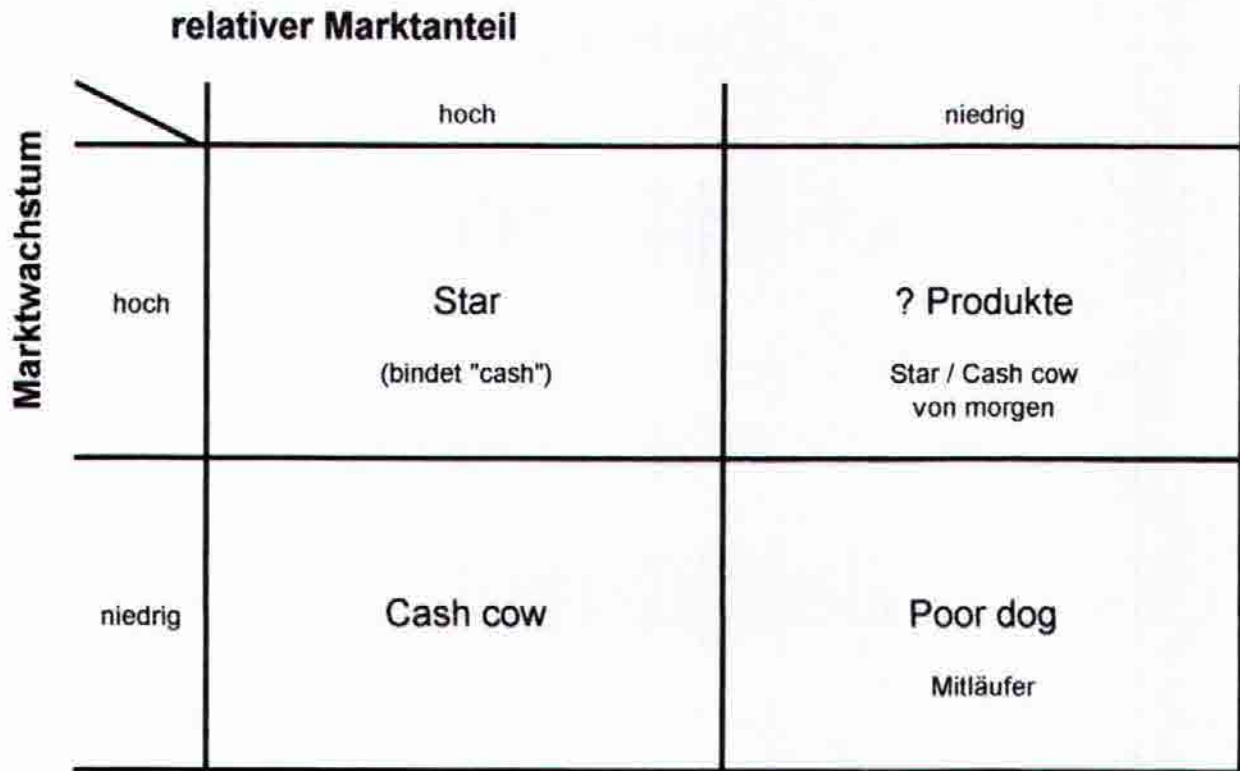 relativer Marktanteil
hoch
niedrig
Marktwachstum
hoch
Star
? Produkte
(bindet "cash")
Star / Cash cow
von morgen
niedrig
Cash cow
Poor dog
Mitläufer